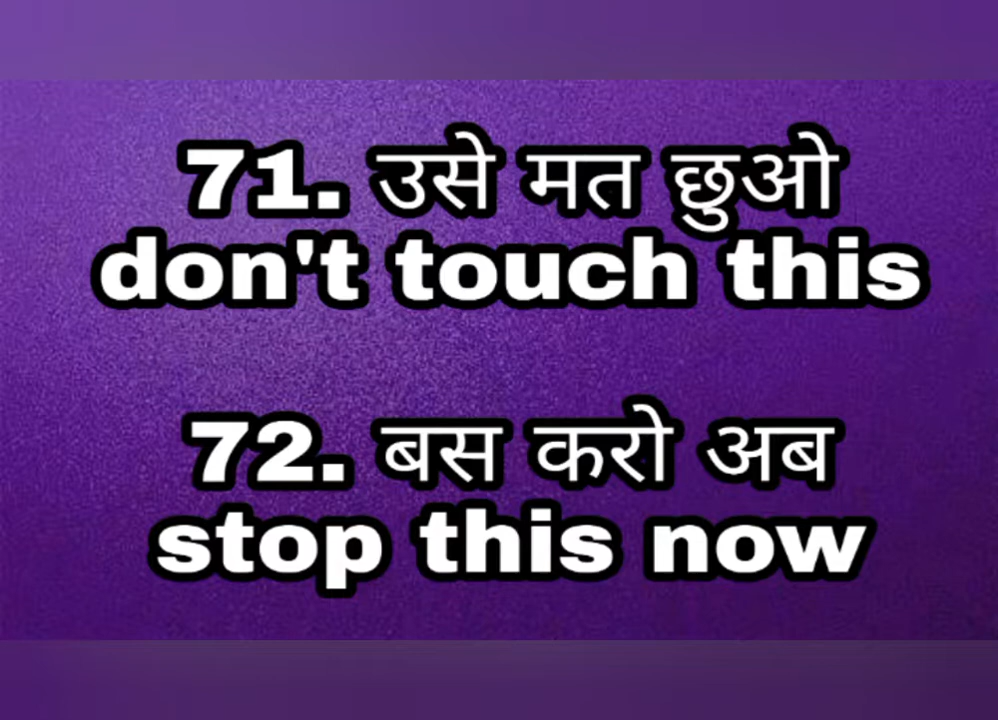 71. उसे मत छुओ
don't touch this
72. बस करो अब
stop this now